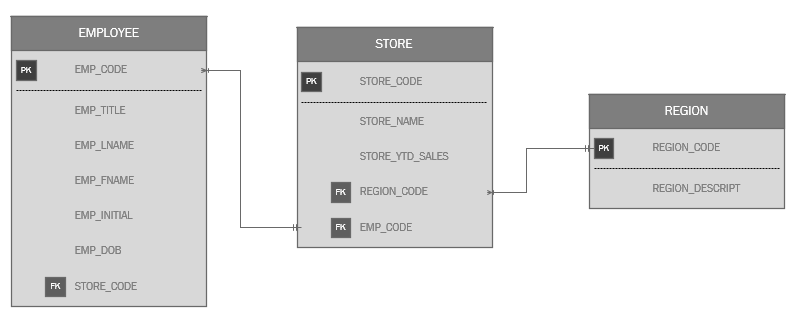 EMPLOYEE
PK EMP_CODE
EMP_TITLE
EMP_LNAME
EMP_FNAME
EMP_INITIAL
EMP_DOB
FK STORE_CODE
STORE
PK STORE_CODE
STORE_NAME
STORE_YTD_SALES
FK REGION_CODE
FK EMP_CODE
REGION
PK REGION_CODE
REGION_DESCRIPT